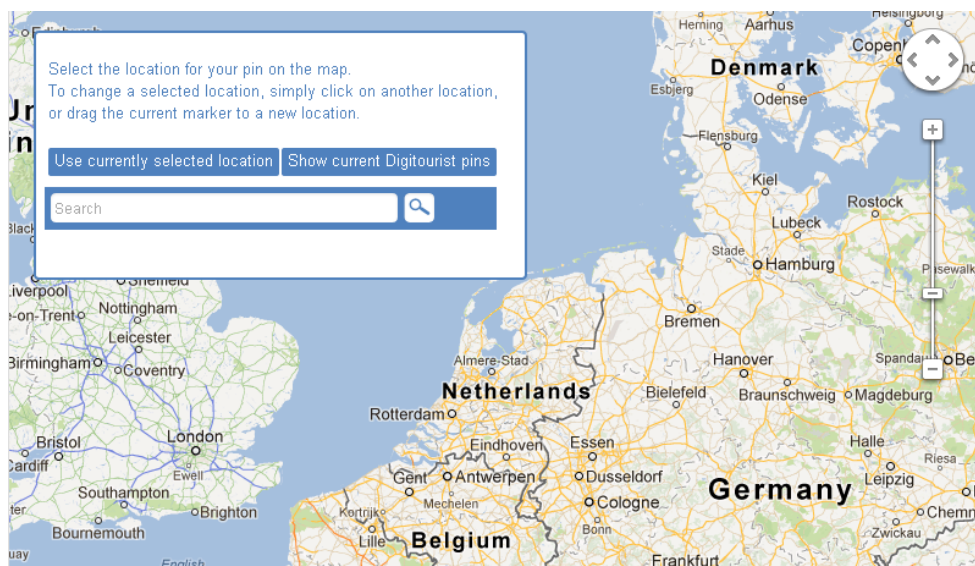 Select the location for your pin on the map.
To change a selected location, simply click on another location,
or drag the current marker to a new location.
Use currently selected location
Show current Digitourist pins
Search
Herning
Aarhus
Denmark
Esbjerg
Odense
Flensburg
Kiel
Rostock
Lubeck
Stade
Hamburg
Bremen
Liverpool
Nottingham
Leicester
Birmingham
Coventry
Hanover
Almere-Stad
Netherlands
Bielefeld
Braunschweig
Magdeburg
Rotterdam
Bristol
London
Eindhoven
Essen
Halle
Riesa
Cardiff
Ewell
Gent
Antwerpen
Dusseldorf
Leipzig
Southampton
Mechelen
Germany
Brighton
Cologne
Kortrijk
Bonn
Bournemouth
Lille
Belgium
Zwickau
English
Frankfurt